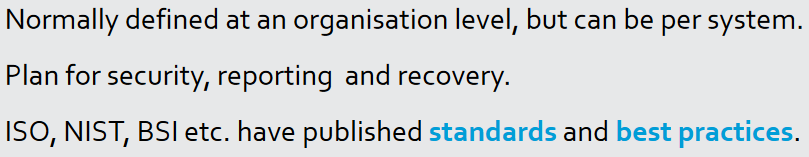 Normally defined at an organisation level, but can be per system.
Plan for security, reporting  and recovery.
ISO, NIST, BSI etc. have published standards and best practices.